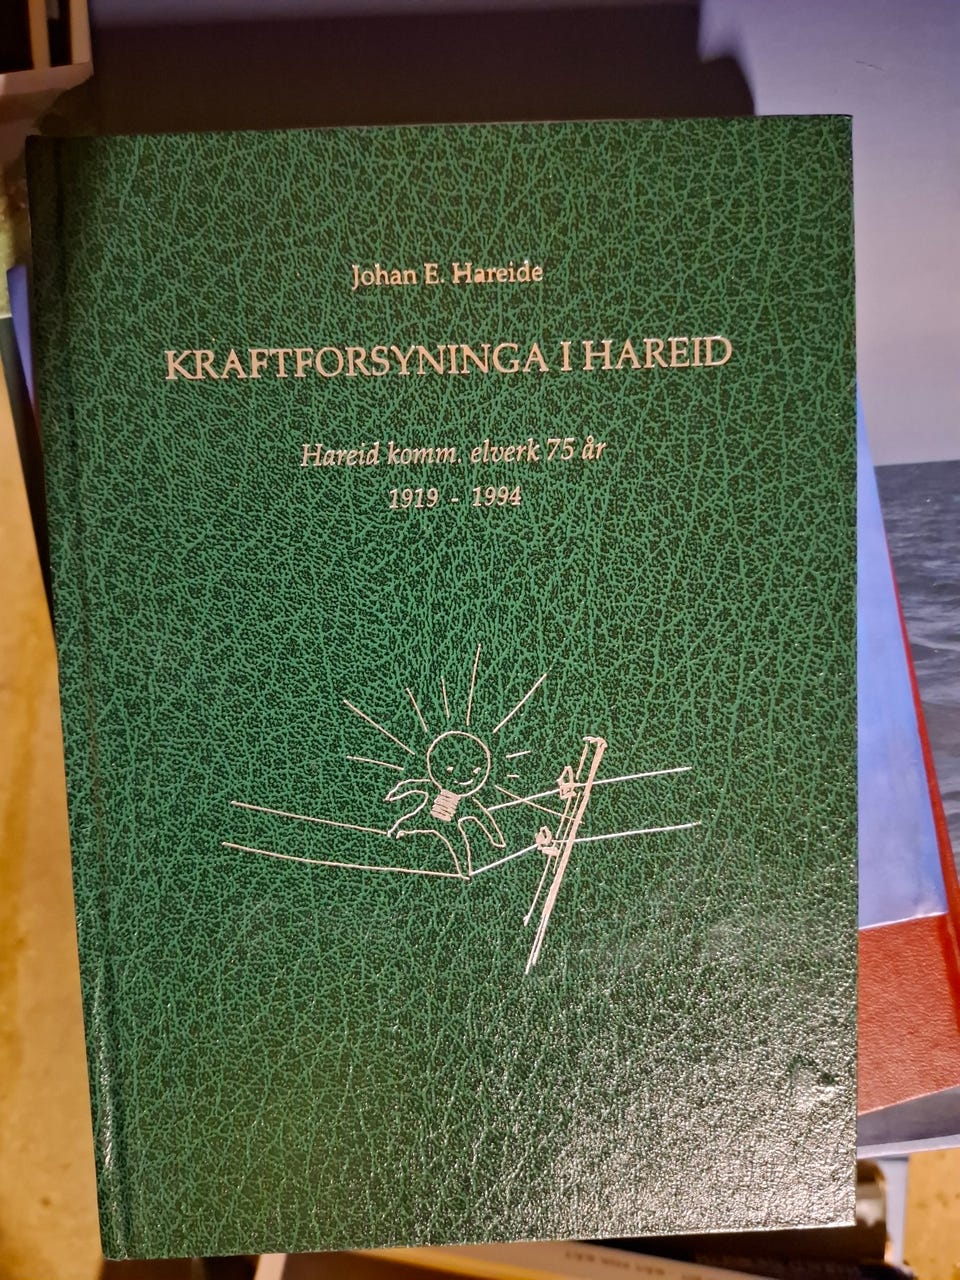 Johan E. Hareide
KRAFTFORSYNINGA I HAREID
Hareid komm. elverk 75 år
1919 - 1994